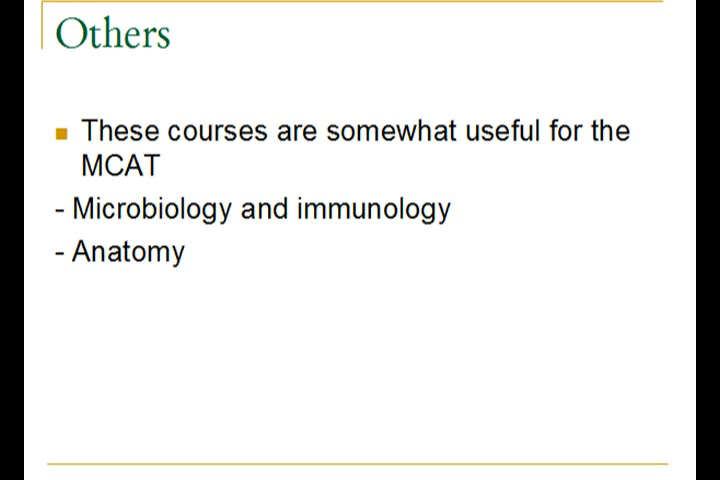 Others
■ These courses are somewhat useful for the
MCAT
- Microbiology and immunology
- Anatomy